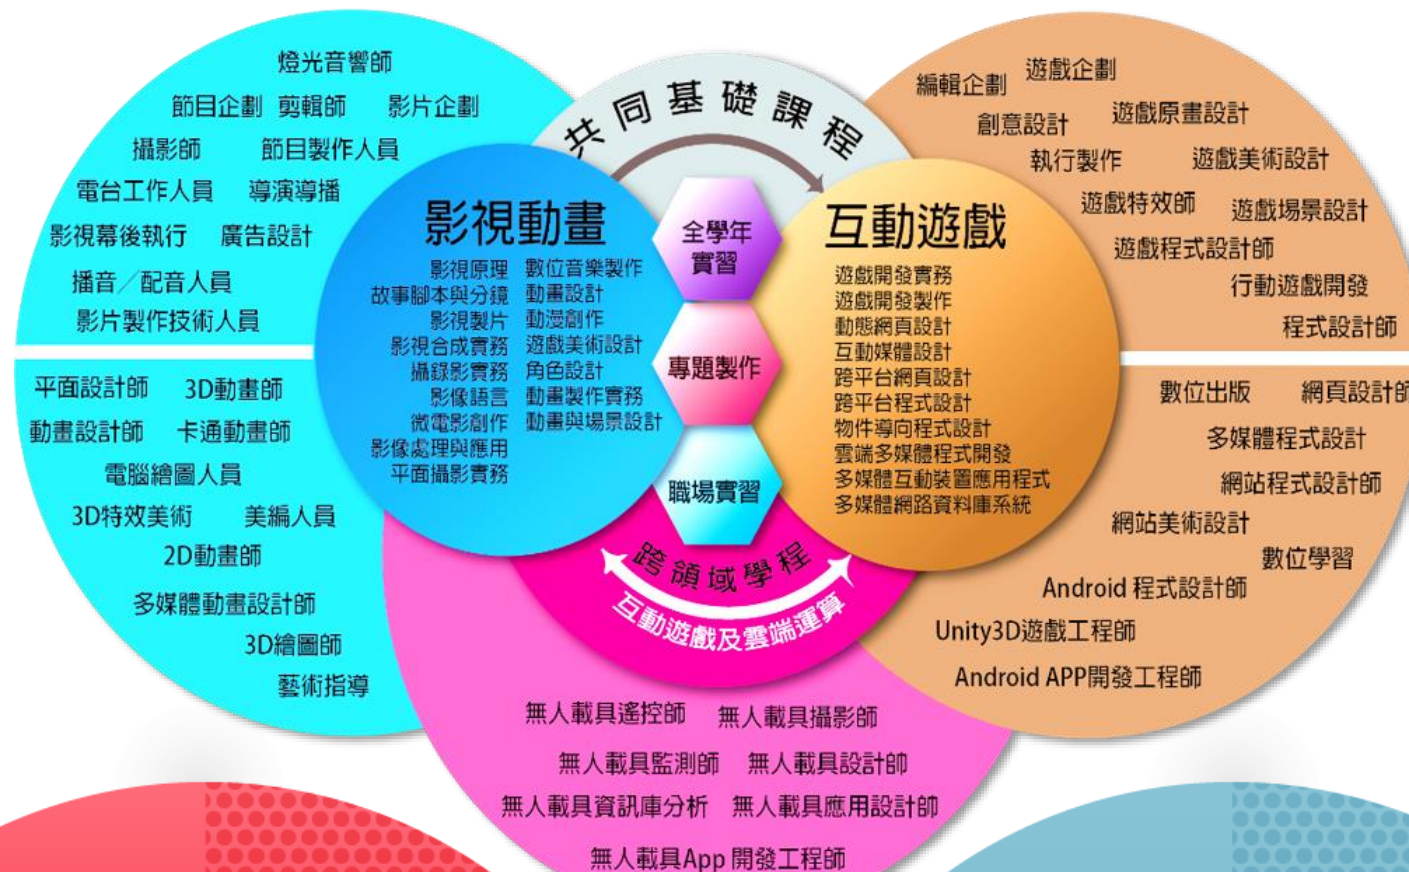 燈光音響師
節目企劃 剪輯師 影片企劃
攝影師 節目製作人員
電台工作人員 導演導播
影視幕後執行 廣告設計
播音／配音人員
影片製作技術人員
平面設計師 3D動畫師
動畫設計師 卡通動畫師
電腦繪圖人員
3D特效美術 美編人員
2D動畫師
多媒體動畫設計師
3D繪圖師
藝術指導
共同基礎課程
影視動畫
影視原理 數位音樂製作
故事腳本與分鏡 動畫設計
影視製片 動漫創作
影視合成實務 遊戲美術設計
攝錄影實務 角色設計
影像語言 動畫製作實務
微電影創作 動畫與場景設計
影像處理與應用
平面攝影實務
全學年
實習
專題製作
職場實習
互動遊戲
遊戲開發實務
遊戲開發製作
動態網頁設計
互動媒體設計
跨平台網頁設計
跨平台程式設計
物件導向程式設計
雲端多媒體程式開發
多媒體互動裝置應用程式
多媒體網路資料庫系統
跨領域學程
互動遊戲及雲端運算
編輯企劃 遊戲企劃
創意設計 遊戲原畫設計
執行製作 遊戲美術設計
遊戲特效師 遊戲場景設計
遊戲程式設計師
行動遊戲開發
程式設計師
數位出版 網頁設計師
多媒體程式設計
網站程式設計師
網站美術設計
數位學習
Android 程式設計師
Unity3D遊戲工程師
Android APP開發工程師
無人載具遙控師 無人載具攝影師
無人載具監測師 無人載具設計師
無人載具資訊庫分析 無人載具應用設計師
無人載具App 開發工程師